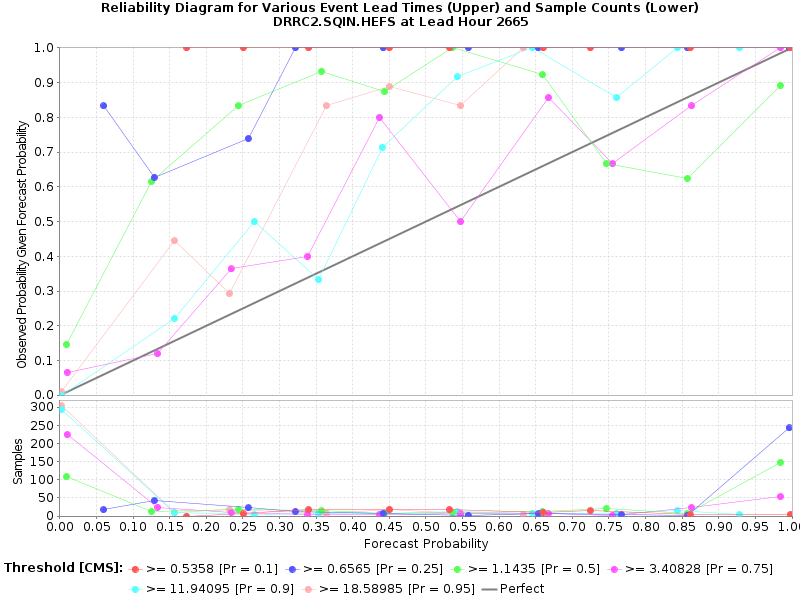 Reliability Diagram for Various Event Lead Times (Upper) and Sample Counts (Lower)
DRRC2.SQIN.HEFS at Lead Hour 2665
Observed Probability Given Forecast Probability
1.0
0.9
0.8
0.7
0.6
0.5
0.4
0.3
0.2
0.1
0.0
Samples
300
250
200
150
100
50
0
0.00 0.05 0.10 0.15 0.20 0.25 0.30 0.35 0.40 0.45 0.50 0.55 0.60 0.65 0.70 0.75 0.80 0.85 0.90 0.95 1.0
Forecast Probability
Threshold [CMS]: >= 0.5358 [Pr = 0.1] >= 0.6565 [Pr = 0.25] >= 1.1435 [Pr = 0.5] >= 3.40828 [Pr = 0.75]
>= 11.94095 [Pr = 0.9] >= 18.58985 [Pr = 0.95] Perfect